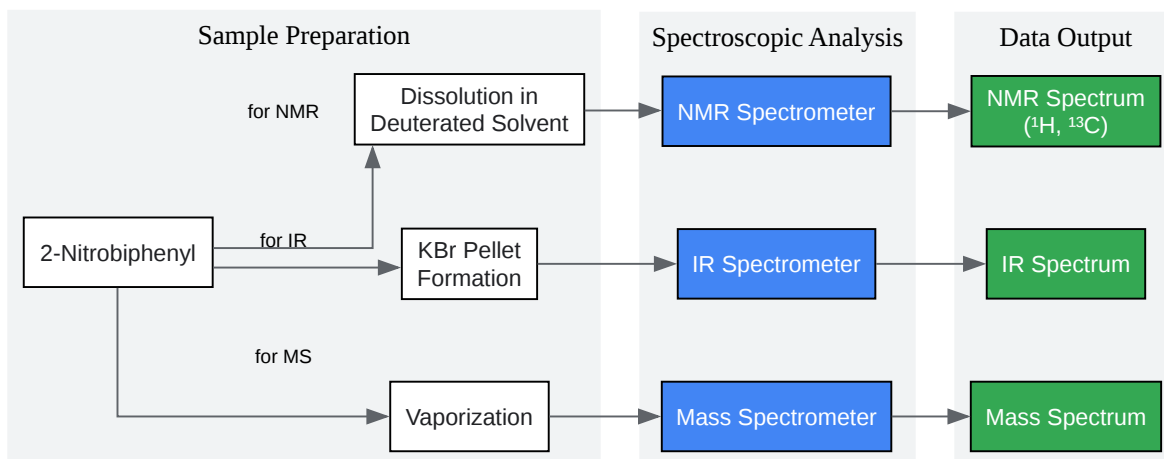 Sample Preparation
Spectroscopic Analysis
Data Output
for NMR
Dissolution in
Deuterated Solvent
NMR Spectrometer
NMR Spectrum
(¹H, ¹³C)
2-Nitrobiphenyl
for IR
KBr Pellet
Formation
IR Spectrometer
IR Spectrum
for MS
Vaporization
Mass Spectrometer
Mass Spectrum